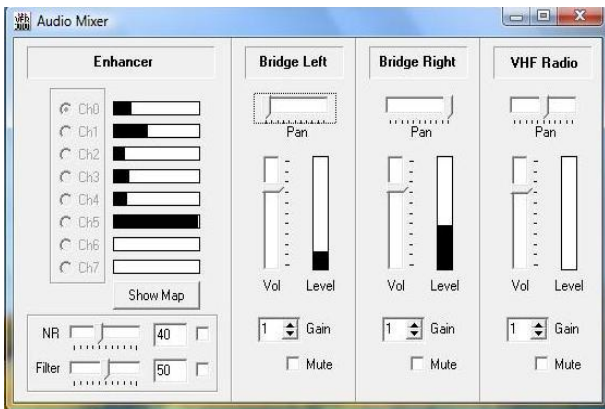 Audio Mixer
Enhancer
Ch0
Ch1
Ch2
Ch3
Ch4
Ch5
Ch6
Ch7
Show Map
NR 40
Filter 50
Bridge Left
Pan
Vol Level
1 Gain
Mute
Bridge Right
Pan
Vol Level
1 Gain
Mute
VHF Radio
Pan
Vol Level
1 Gain
Mute